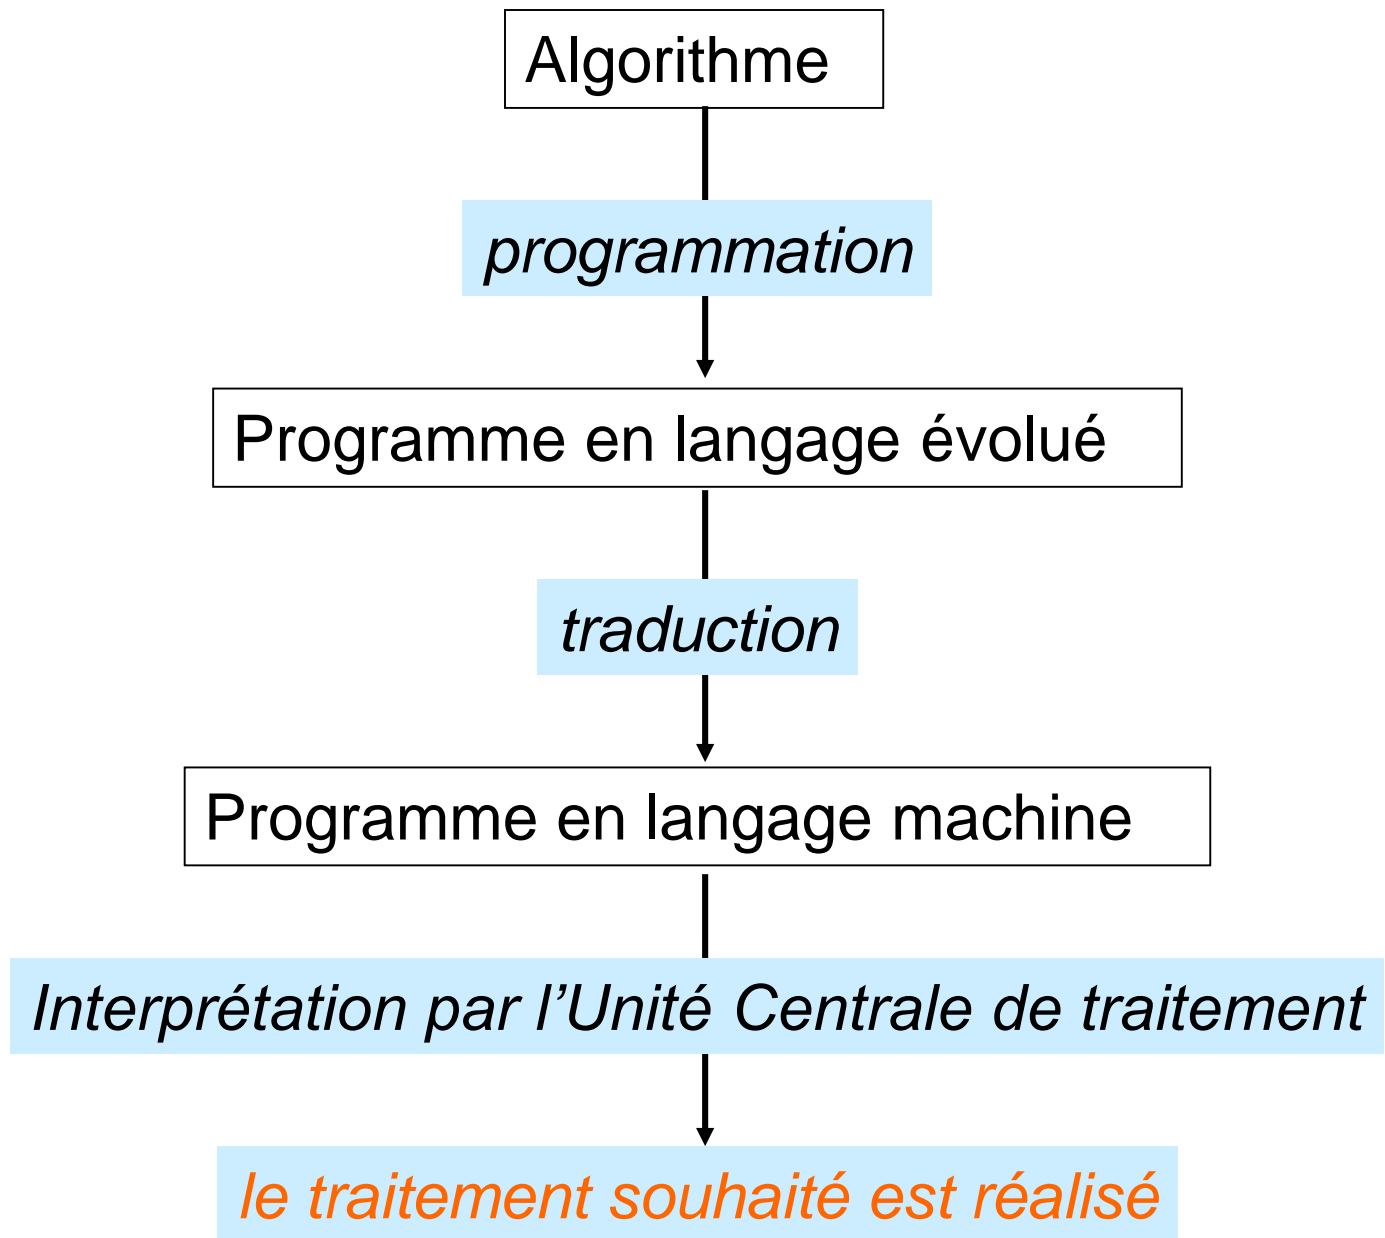 Algorithme
programmation
Programme en langage évolué
traduction
Programme en langage machine
Interprétation par l’Unité Centrale de traitement
le traitement souhaité est réalisé